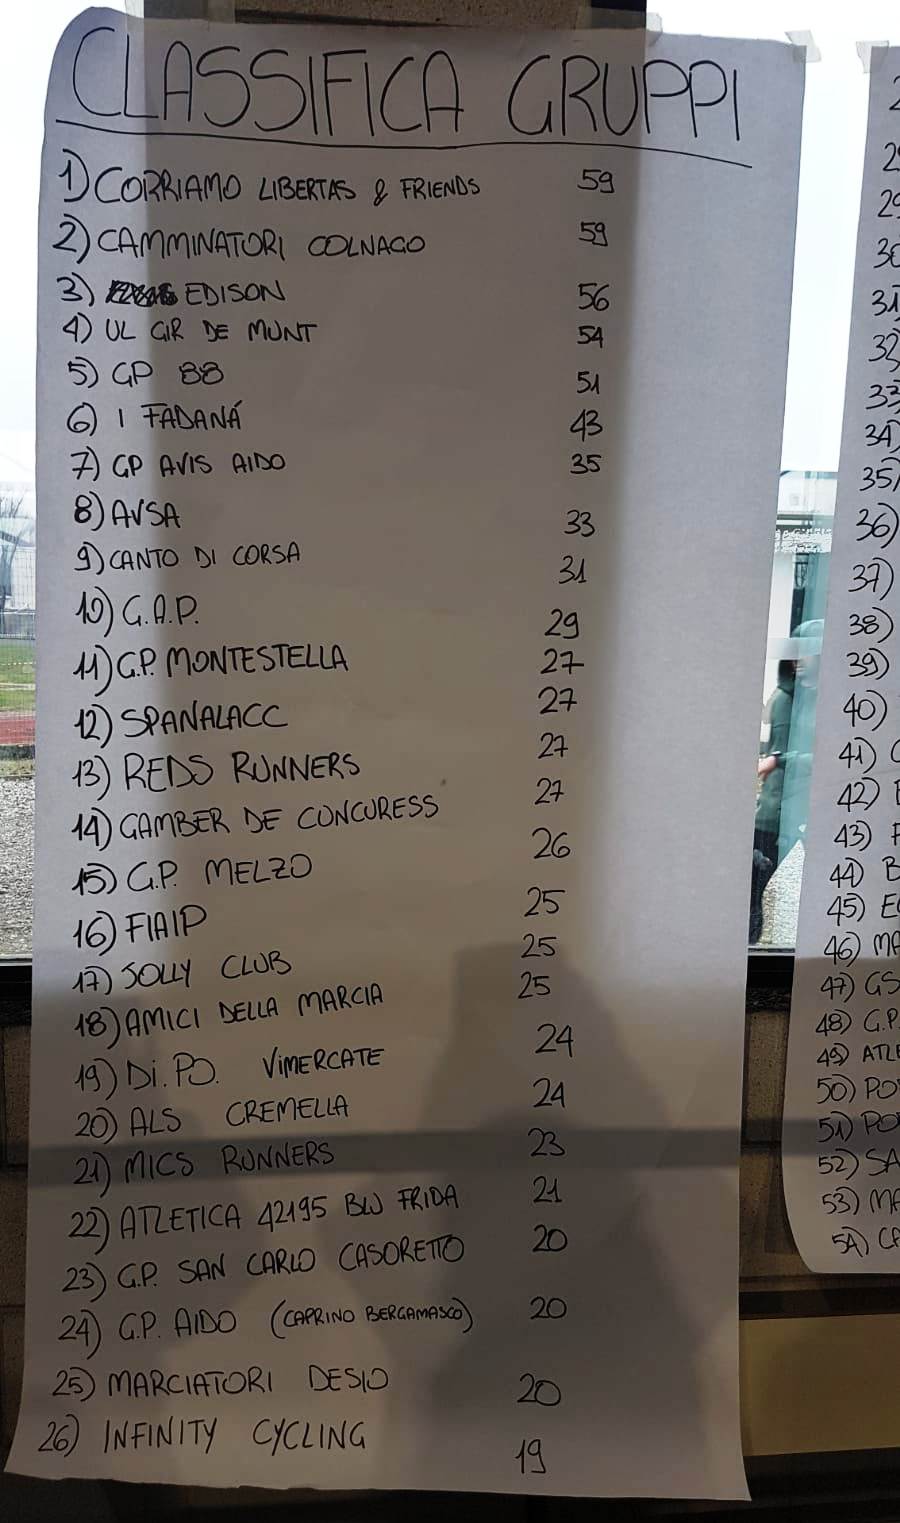 CLASSIFICA GRUPPI
1) CORRIAMO LIBERTAS & FRIENDS 59
2) CAMMINATORI COLNAGO 59
3) EDISON 56
4) UL GIR DE MUNT 54
5) GP 88 51
6) I FADANÁ 43
7) GP AVIS AIDO 35
8) AVSA 33
9) CANTO DI CORSA 31
10) G.A.P. 29
11) G.P. MONTESTELLA 27
12) SPANALACC 27
13) REDS RUNNERS 27
14) GAMBER DE CONCURESS 27
15) G.P. MELZO 26
16) FIAIP 25
17) JOLLY CLUB 25
18) AMICI DELLA MARCIA 25
19) Di.PO. VIMERCATE 24
20) ALS CREMELLA 24
21) MICS RUNNERS 23
22) ATLETICA 42195 BLU FRIDA 21
23) G.P. SAN CARLO CASORETTO 20
24) G.P. AIDO (CAPRINO BERGAMASCO) 20
25) MARCIATORI DESIO 20
26) INFINITY CYCLING 19
30
31)
32)
33)
34)
35)
36)
37)
38)
39)
40)
41)
42)
43)
44)
45)
46)
47) GS
48) G.P.
49) ATLE
50) PO
51) PO
52) SA
53) MA
54)